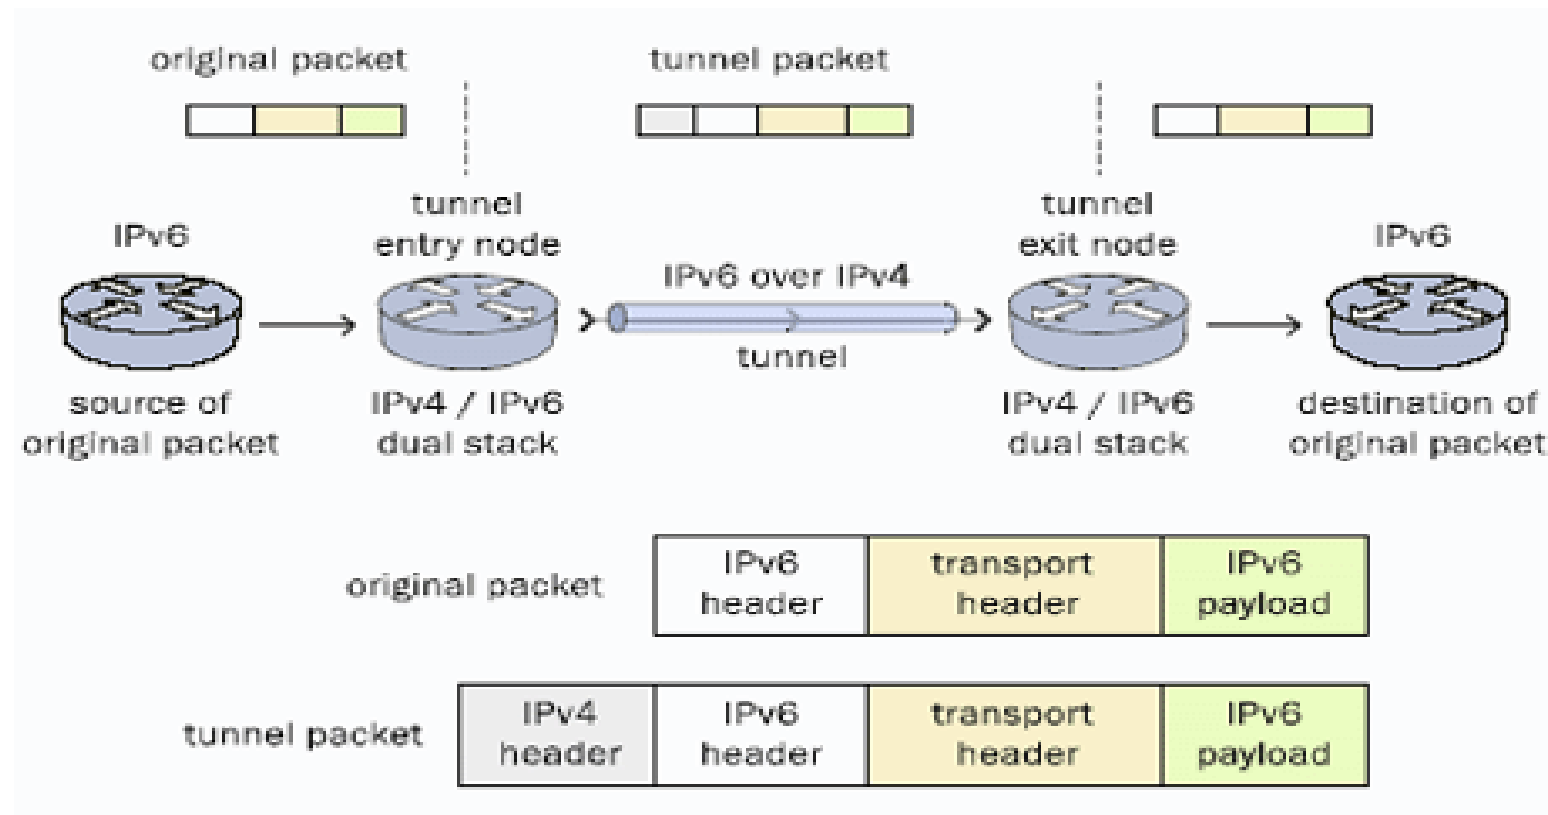 original packet
tunnel packet
tunnel
entry node
tunnel
exit node
IPv6
IPv6
IPv6 over IPv4
tunnel
source of
original packet
IPv4 / IPv6
dual stack
IPv4 / IPv6
dual stack
destination of
original packet
original packet
IPv6
header
transport
header
IPv6
payload
tunnel packet
IPv4
header
IPv6
header
transport
header
IPv6
payload